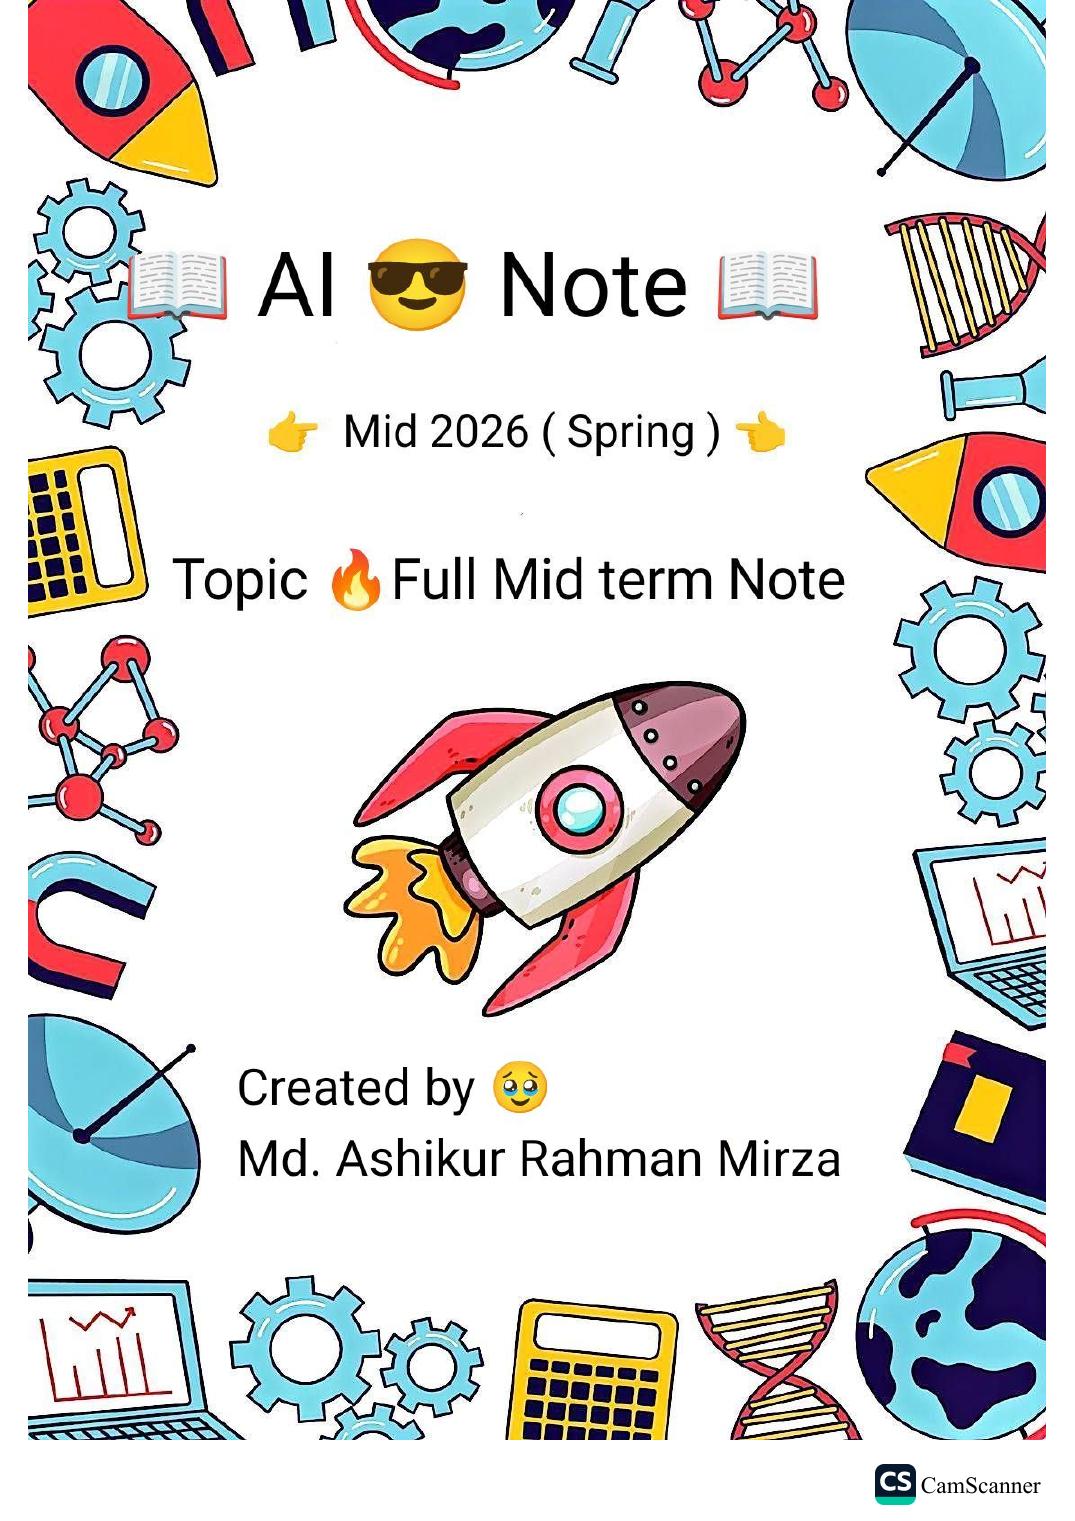 📖 AI 😎 Note 📖
👉 Mid 2026 ( Spring ) 👈
Topic 🔥Full Mid term Note
Created by 🥹
Md. Ashikur Rahman Mirza
CS CamScanner